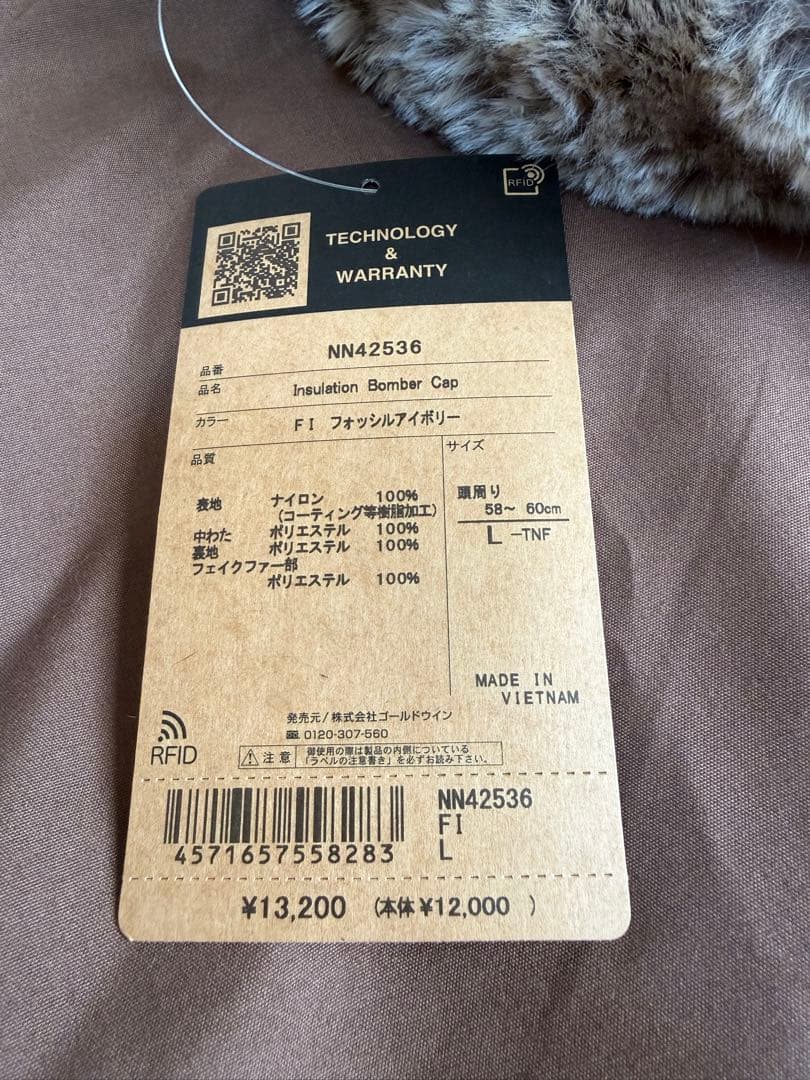 RFID
TECHNOLOGY
&
WARRANTY
品番 NN42536
品名 Insulation Bomber Cap
カラー FI フォッシルアイボリー
品質
サイズ
表地 ナイロン 100%
(コーティング等樹脂加工)
中わた ポリエステル 100%
裏地 ポリエステル 100%
フェイクファー部
ポリエステル 100%
頭周り
58～ 60cm
L -TNF
MADE IN
VIETNAM
RFID
発売元/株式会社ゴールドウイン
0120-307-560
注意 御使用の際は製品の内側についている
「ラベルの注意書き」を必ずお読み下さい。
4571657558283
NN42536
FI
L
¥13,200 (本体¥12,000 )